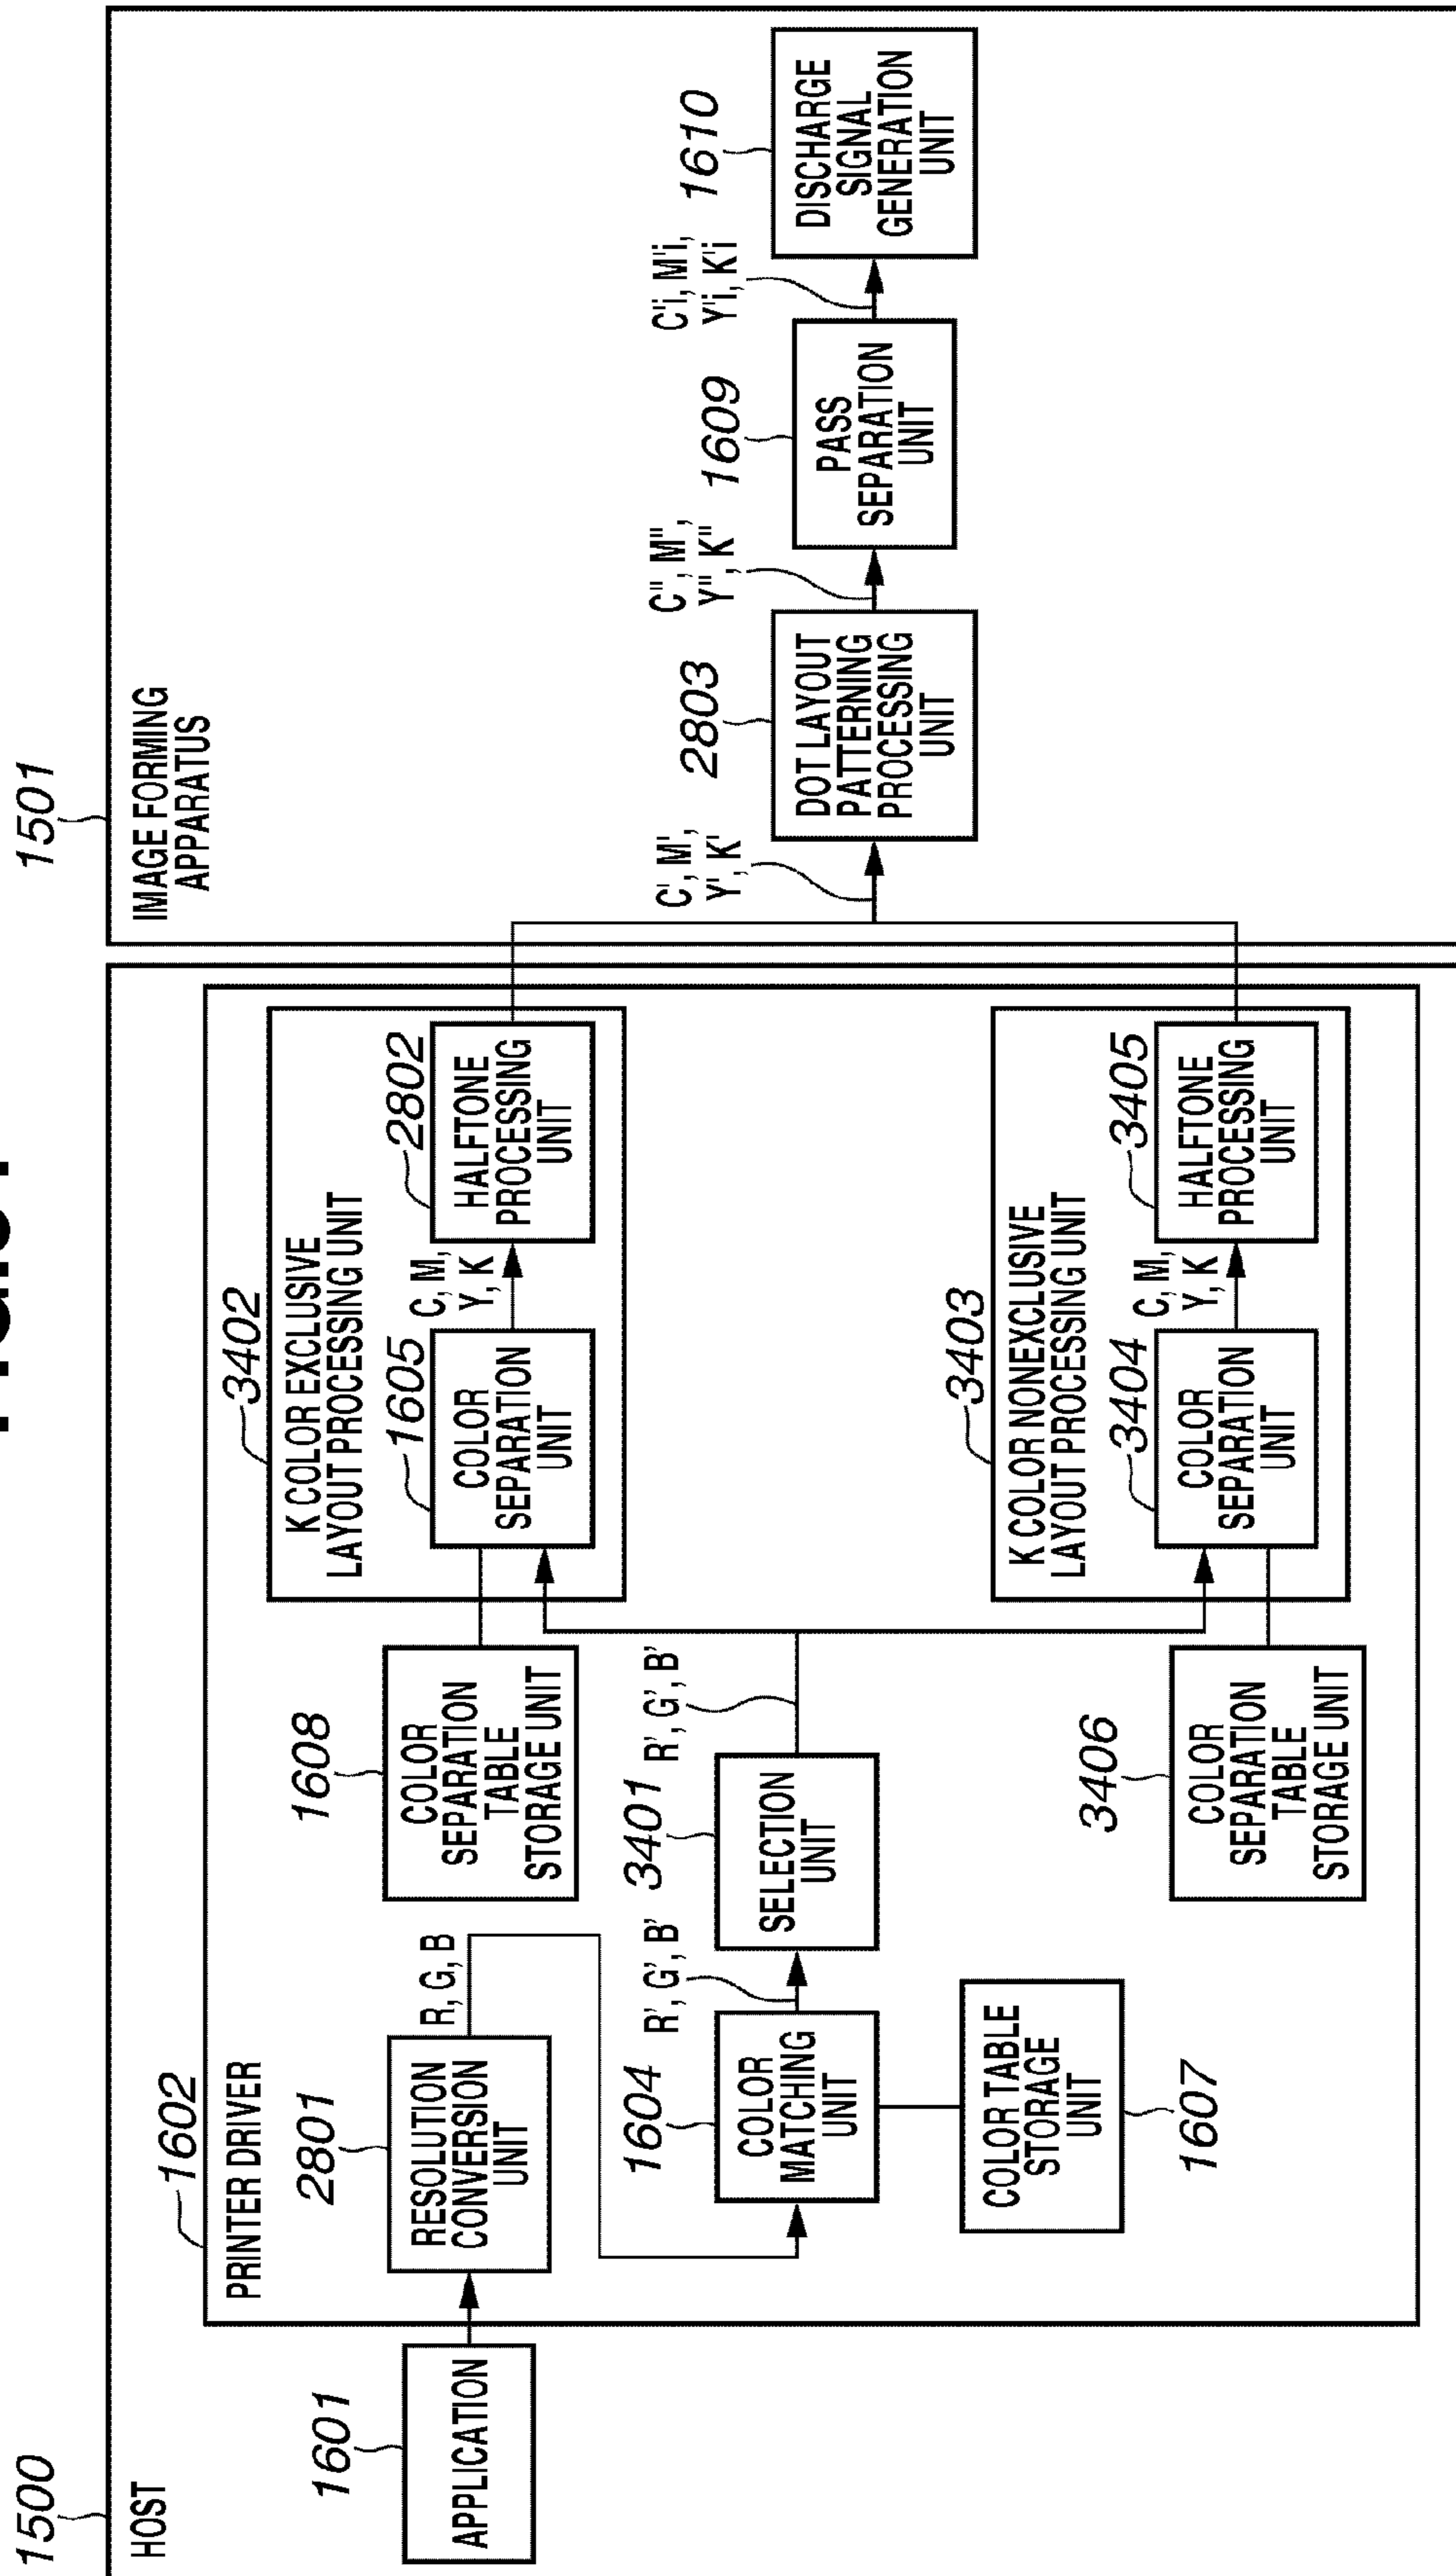 1500
HOST
1601
APPLICATION
1602
PRINTER DRIVER
2801
RESOLUTION
CONVERSION
UNIT
R, G, B
1604
COLOR
MATCHING
UNIT
COLOR TABLE
STORAGE
UNIT
1607
R', G', B'
3401
SELECTION
UNIT
R', G', B'
1608
COLOR
SEPARATION
TABLE
STORAGE UNIT
3406
COLOR
SEPARATION
TABLE
STORAGE UNIT
3402
K COLOR EXCLUSIVE
LAYOUT PROCESSING UNIT
1605
COLOR
SEPARATION
UNIT
C, M,
Y, K
2802
HALFTONE
PROCESSING
UNIT
3403
K COLOR NONEXCLUSIVE
LAYOUT PROCESSING UNIT
3404
COLOR
SEPARATION
UNIT
C, M,
Y, K
3405
HALFTONE
PROCESSING
UNIT
1501
IMAGE FORMING
APPARATUS
C', M',
Y', K'
2803
DOT LAYOUT
PATTERNING
PROCESSING
UNIT
C'', M'',
Y'', K''
1609
PASS
SEPARATION
UNIT
C'i, M'i,
Y'i, K'i
1610
DISCHARGE
SIGNAL
GENERATION
UNIT